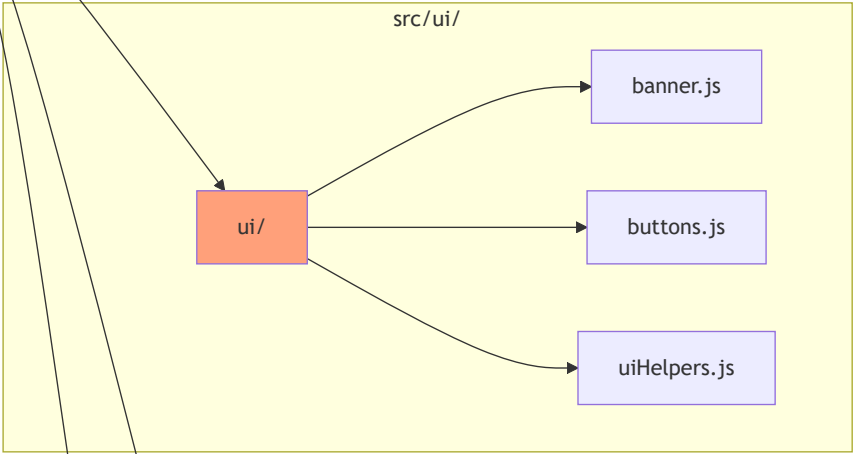 src/ui/
banner.js
ui/
buttons.js
uiHelpers.js